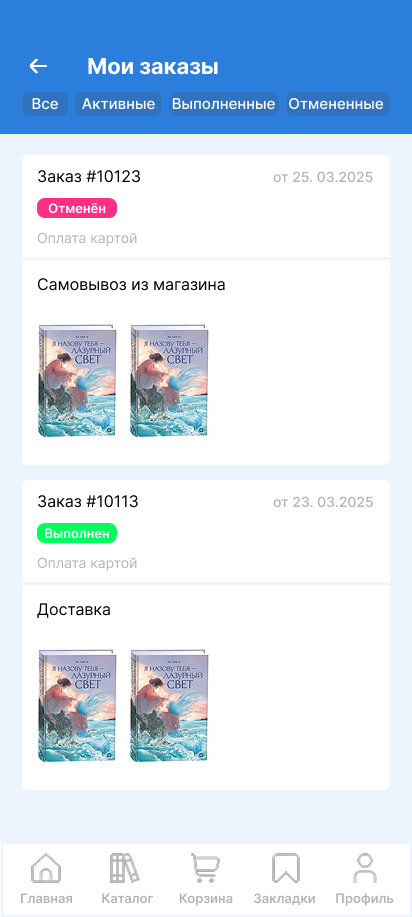 Мои заказы
Все Активные Выполненные Отмененные
Заказ #10123 от 25. 03.2025
Отменён
Оплата картой
Самовывоз из магазина
Я НАЗОВУ ТЕБЯ — Я НАЗОВУ ТЕБЯ —
ЛАЗУРНЫЙ ЛАЗУРНЫЙ
СВЕТ СВЕТ
Заказ #10113 от 23. 03.2025
Выполнен
Оплата картой
Доставка
Я НАЗОВУ ТЕБЯ — Я НАЗОВУ ТЕБЯ —
ЛАЗУРНЫЙ ЛАЗУРНЫЙ
СВЕТ СВЕТ
Главная Каталог Корзина Закладки Профиль